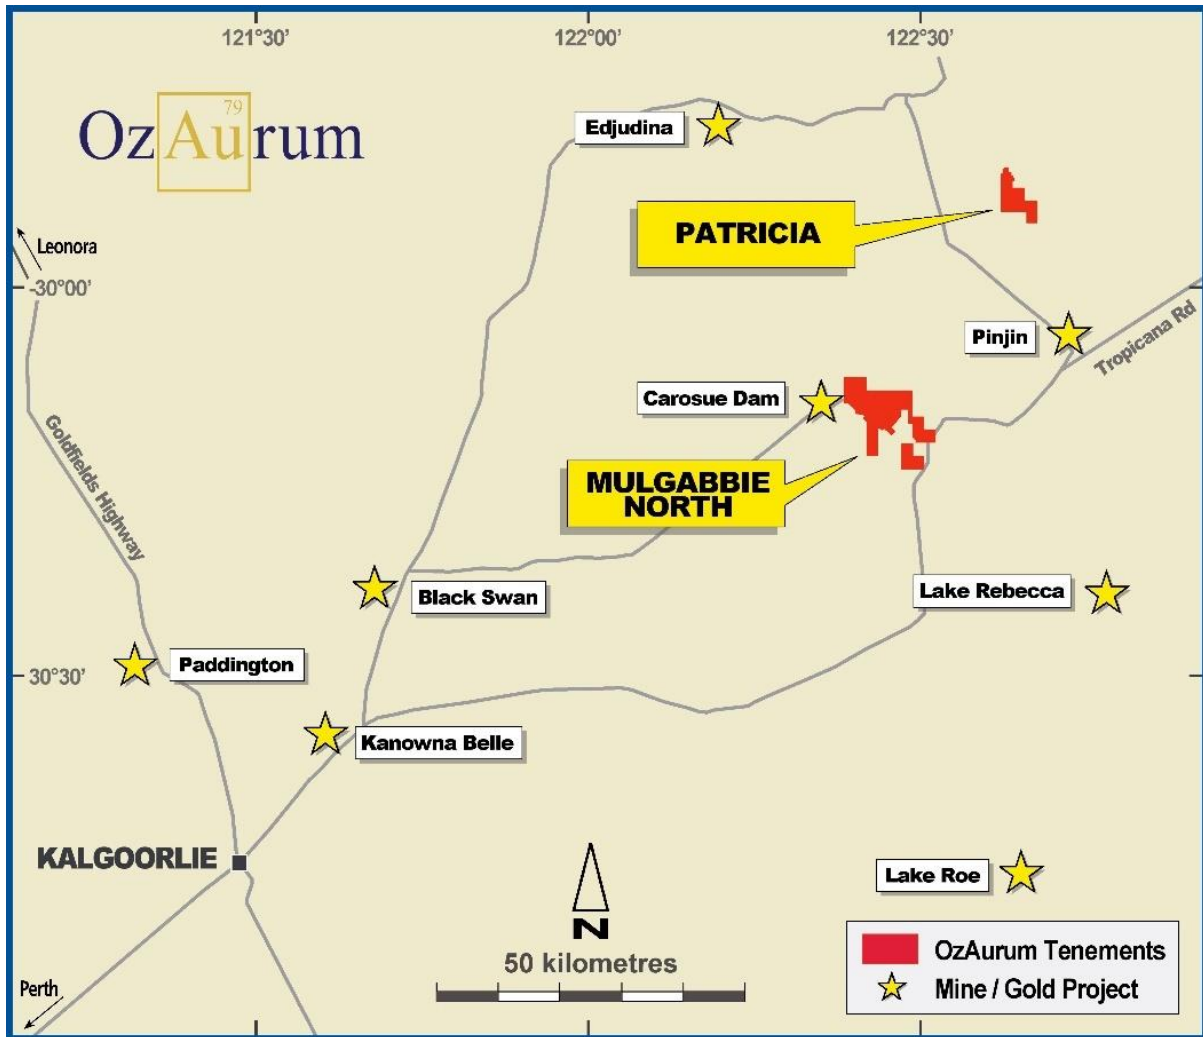 121°30'
122°00'
122°30'
79
OzAurum
Edjudina
PATRICIA
Leonora
-30°00'
Pinjin
Tropicana Rd
Carosue Dam
Goldfields Highway
MULGABBIE
NORTH
Black Swan
Lake Rebecca
Paddington
30°30'
Kanowna Belle
KALGOORLIE
Lake Roe
N
50 kilometres
OzAurum Tenements
Mine / Gold Project
Perth